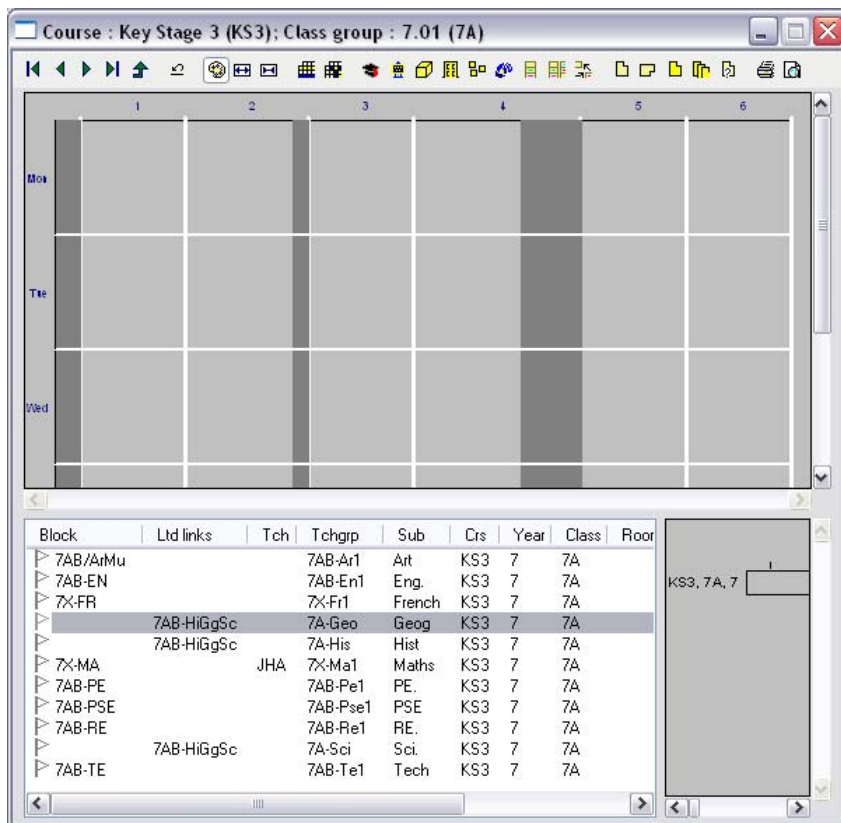 Course : Key Stage 3 (KS3); Class group : 7.01 (7A)
1 2 3 4 5 6
Mon
Tue
Wed
Block Ltd links Tch Tchgrp Sub Crs Year Class Roor
7AB/ArMu 7AB-Ar1 Art KS3 7 7A
7AB-EN 7AB-En1 Eng. KS3 7 7A
7X-FR 7X-Fr1 French KS3 7 7A
7AB-HiGgSc 7A-Geo Geog KS3 7 7A
7AB-HiGgSc 7A-His Hist KS3 7 7A
7X-MA JHA 7X-Ma1 Maths KS3 7 7A
7AB-PE 7AB-Pe1 PE. KS3 7 7A
7AB-PSE 7AB-Pse1 PSE KS3 7 7A
7AB-RE 7AB-Re1 RE. KS3 7 7A
7AB-HiGgSc 7A-Sci Sci. KS3 7 7A
7AB-TE 7AB-Te1 Tech KS3 7 7A
KS3, 7A, 7